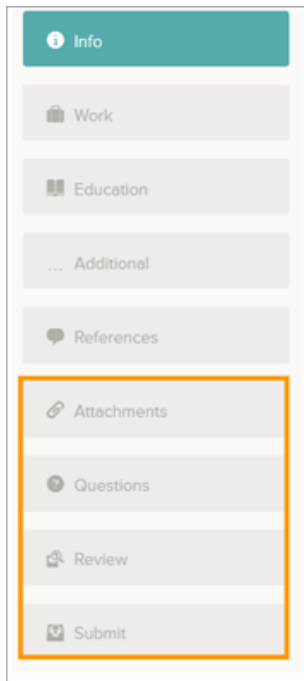 Info
Work
Education
... Additional
References
Attachments
Questions
Review
Submit